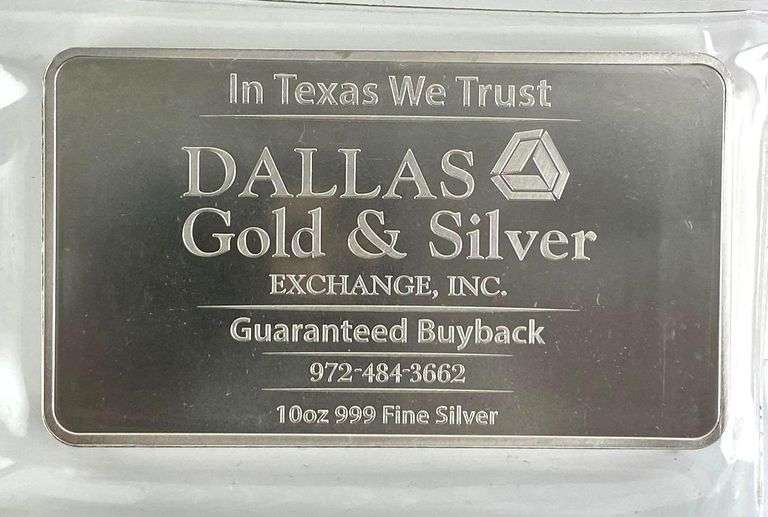 In Texas We Trust
DALLAS
Gold & Silver
EXCHANGE, INC.
Guaranteed Buyback
972-484-3662
10oz 999 Fine Silver